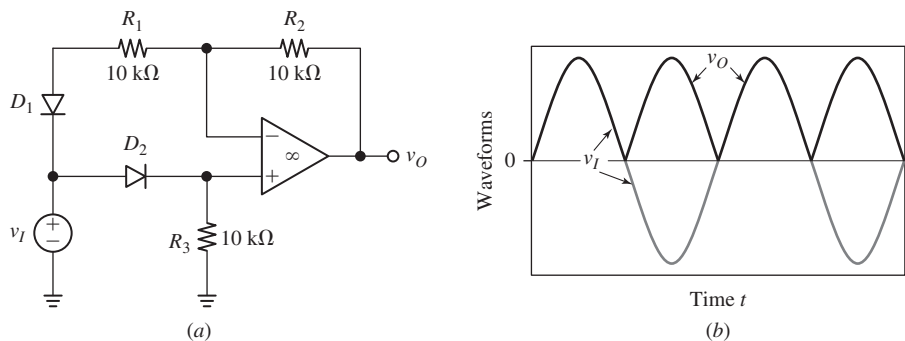 R1
R2
10 kΩ
10 kΩ
D1
D2
−
∞
+
vO
vI
+
−
R3
10 kΩ
(a)
Waveforms
0
vO
vI
Time t
(b)